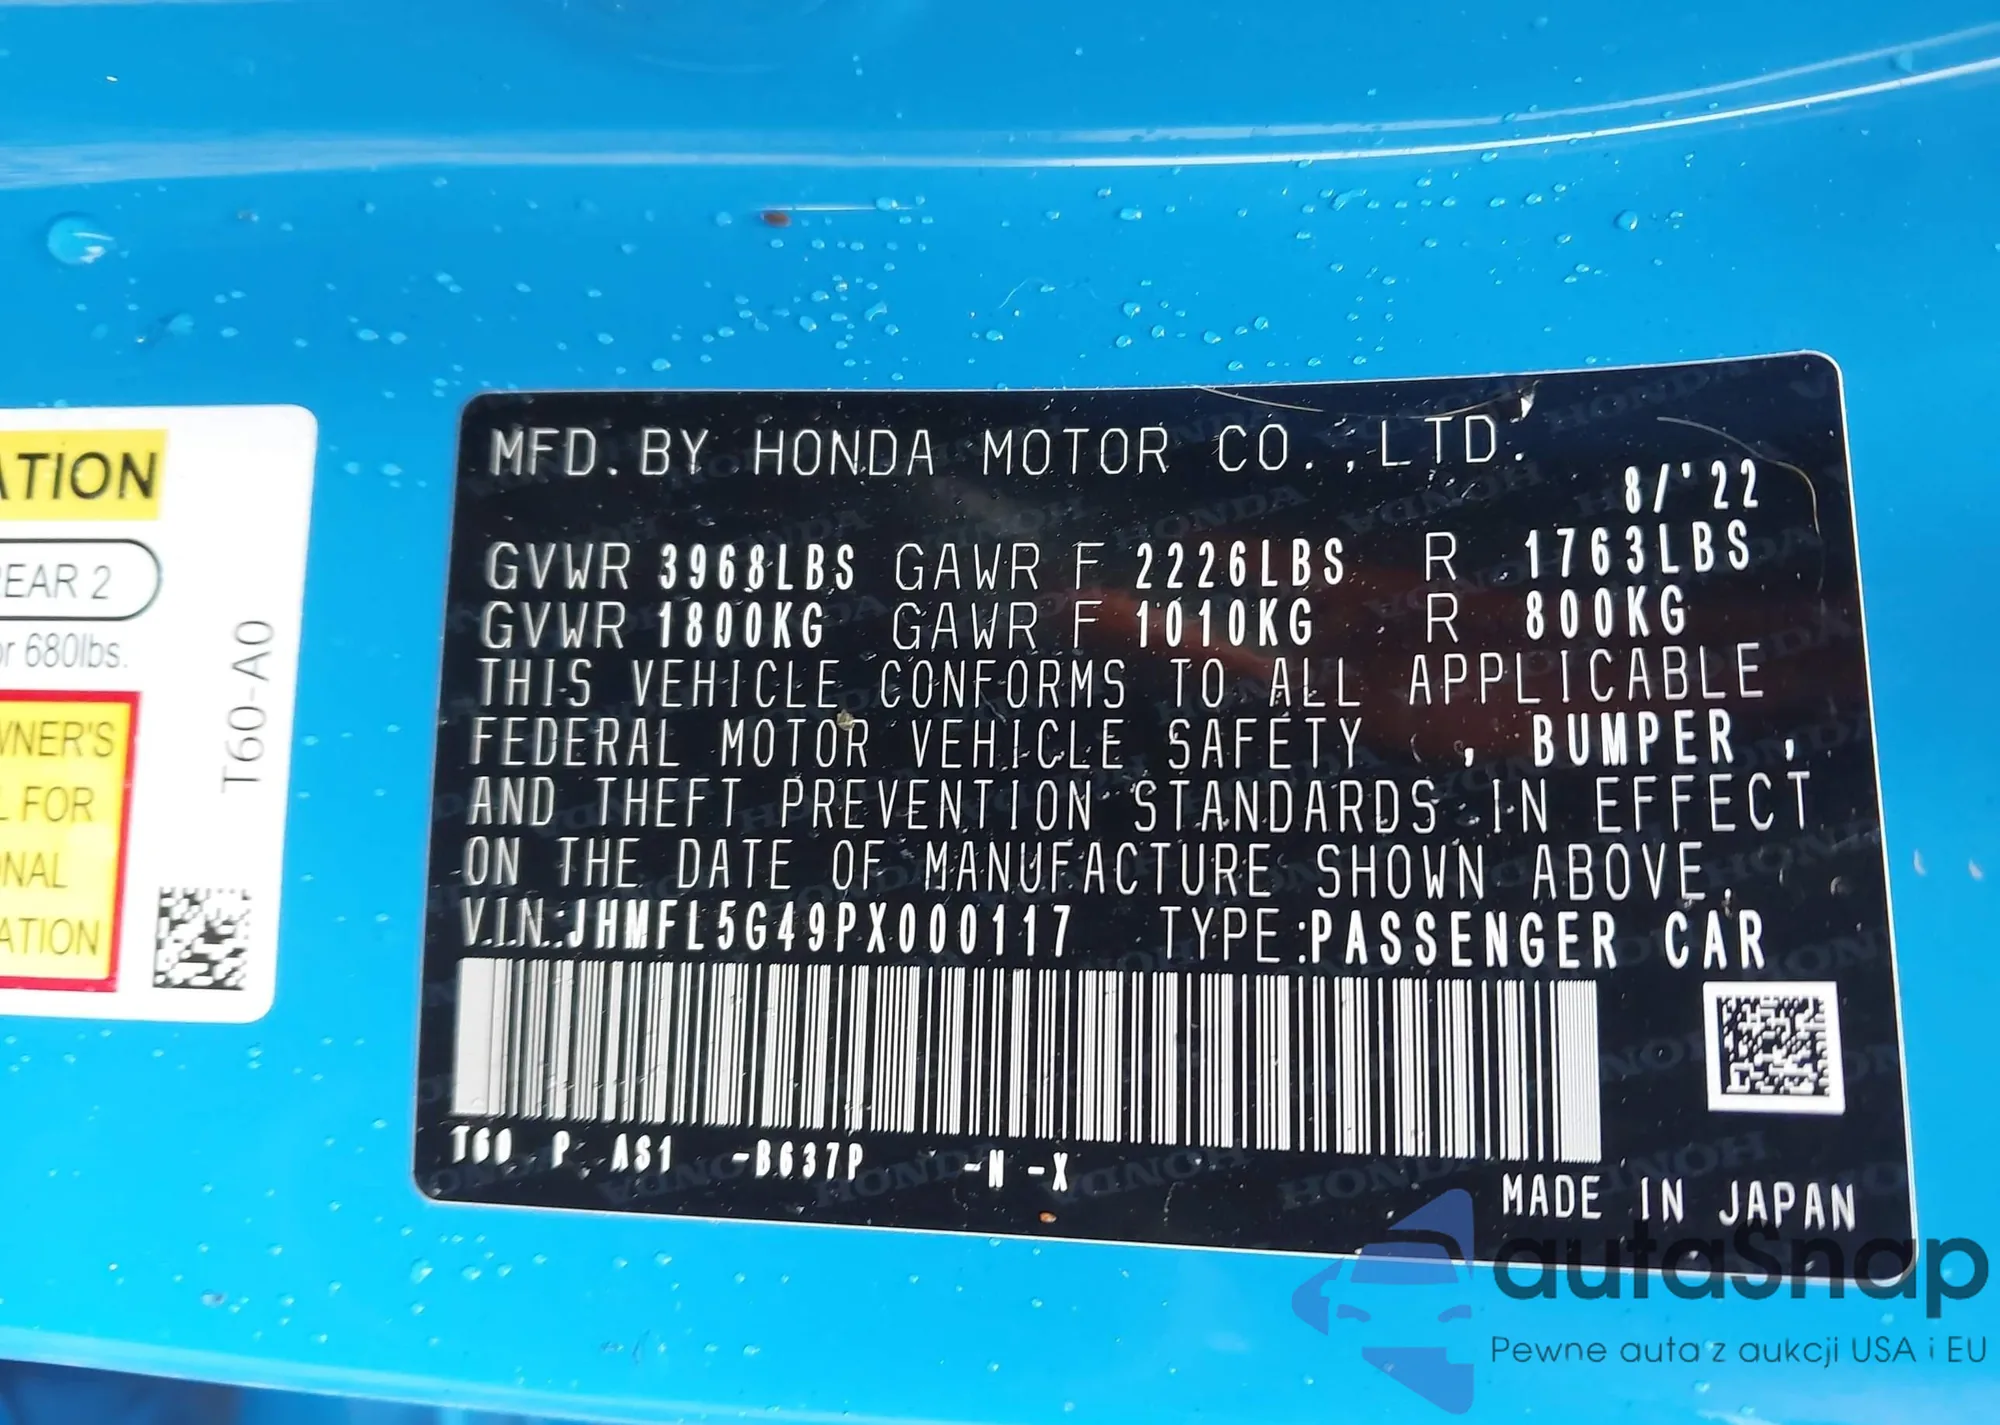 ATION
REAR 2
or 680lbs.
WNER'S
L FOR
ONAL
ATION
T60-A0
MFD. BY HONDA MOTOR CO., LTD.
8/'22
GVWR 3968LBS GAWR F 2226LBS R 1763LBS
GVWR 1800KG GAWR F 1010KG R 800KG
THIS VEHICLE CONFORMS TO ALL APPLICABLE
FEDERAL MOTOR VEHICLE SAFETY , BUMPER ,
AND THEFT PREVENTION STANDARDS IN EFFECT
ON THE DATE OF MANUFACTURE SHOWN ABOVE.
V.I.N.:JHMFL5G49PX000117 TYPE:PASSENGER CAR
T60 P AS1 -B637P -N -X
MADE IN JAPAN
autaSnap
Pewne auta z aukcji USA i EU